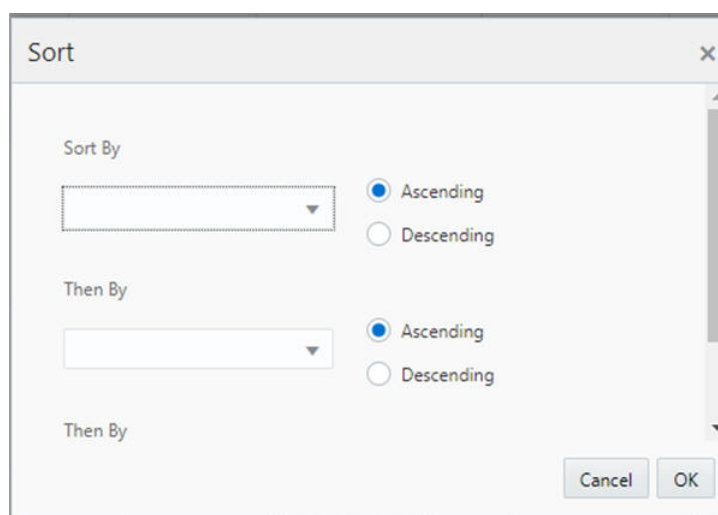 Sort
Sort By
Ascending
Descending
Then By
Ascending
Descending
Then By
Cancel OK